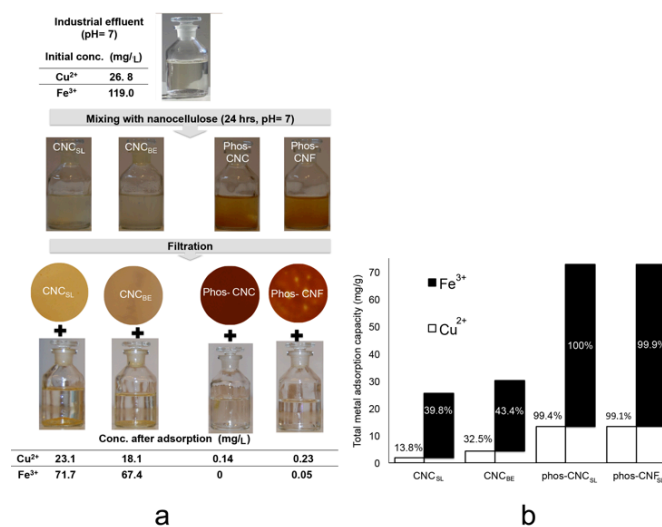 Industrial effluent
(pH= 7)
Initial conc. (mg/L)
Cu2+ 26. 8
Fe3+ 119.0
Mixing with nanocellulose (24 hrs, pH= 7)
CNCSL CNCBE Phos-CNC Phos-CNF
Filtration
CNCSL CNCBE Phos- CNC Phos- CNF
+ + + +
Conc. after adsorption (mg/L)
Cu2+ 23.1 18.1 0.14 0.23
Fe3+ 71.7 67.4 0 0.05
a
Total metal adsorption capacity (mg/g)
70
60
50
40
30
20
10
0
Fe3+
Cu2+
13.8% 39.8%
32.5% 43.4%
99.4% 100%
99.1% 99.9%
CNCSL CNCBE phos-CNCSL phos-CNFSL
b